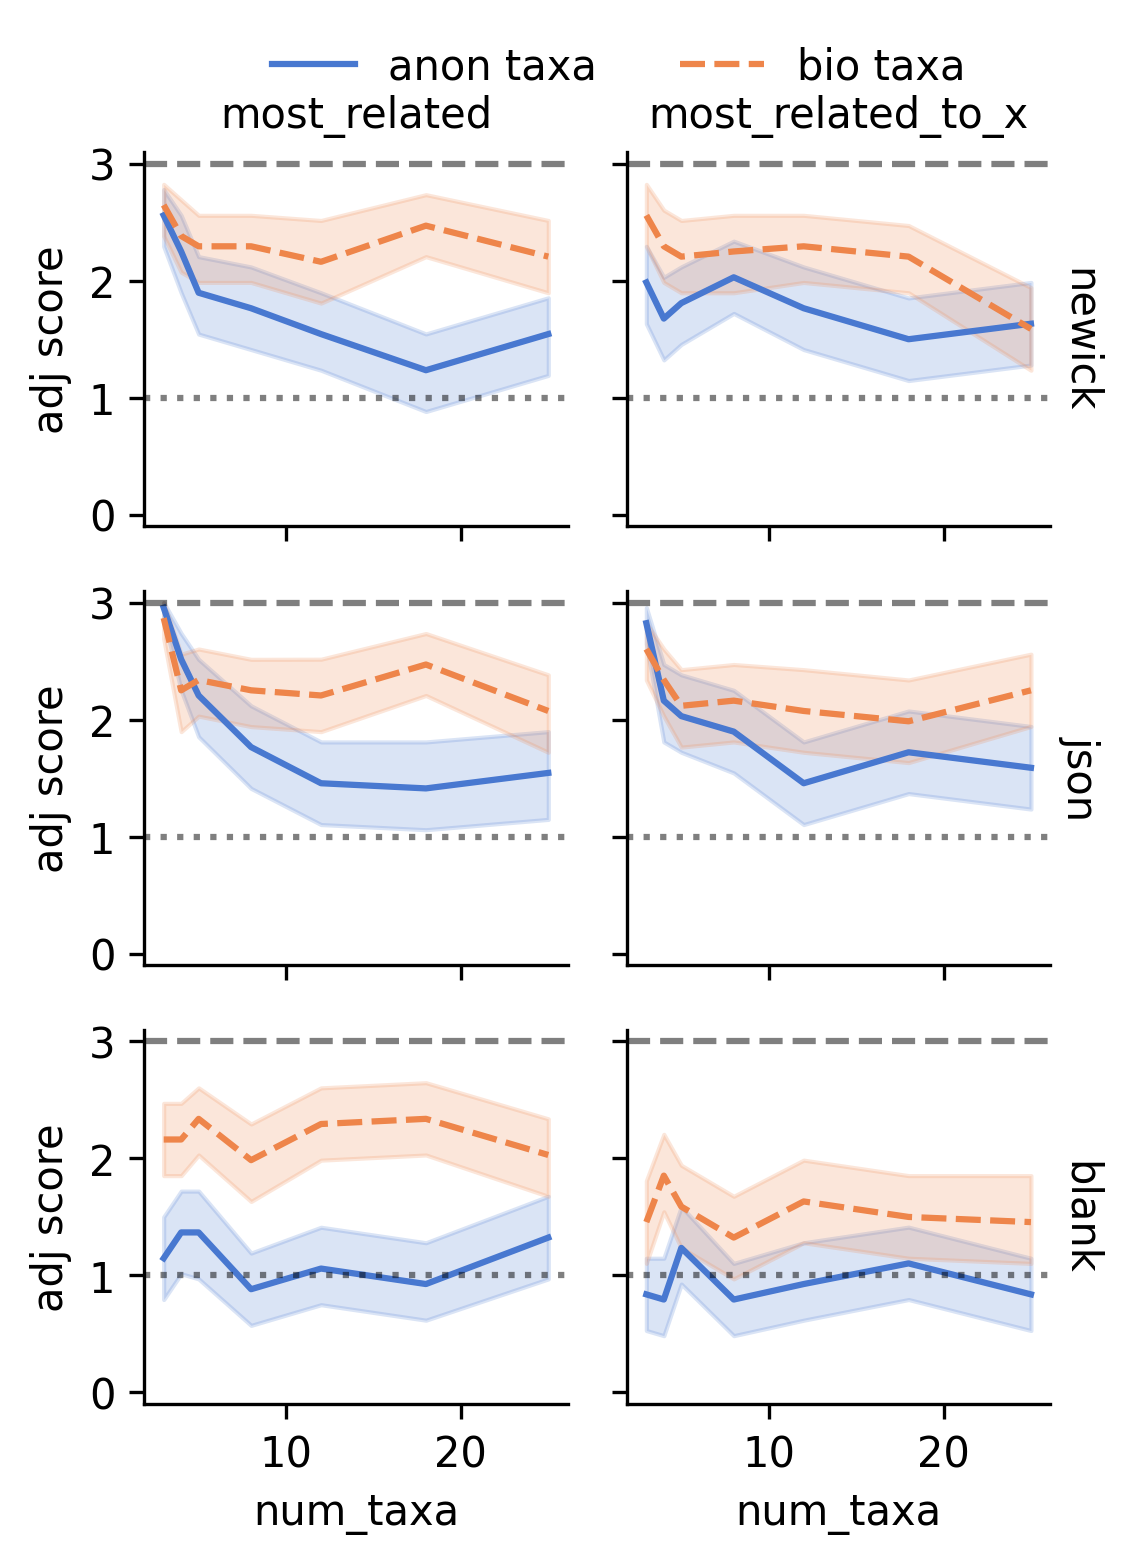 anon taxa bio taxa
most_related most_related_to_x
3
2
1
0
adj score
newick
3
2
1
0
adj score
json
3
2
1
0
adj score
blank
10 20 10 20
num_taxa num_taxa